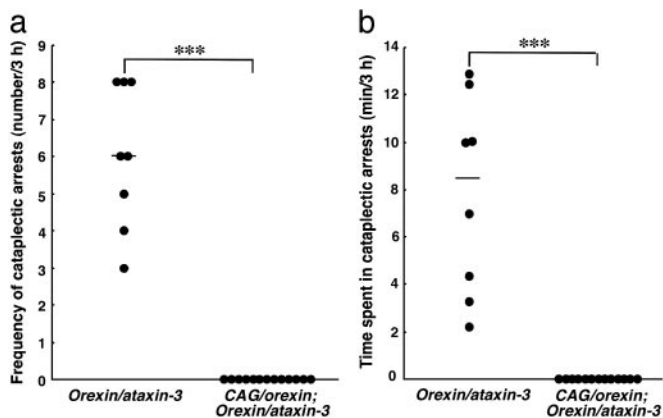 a
Frequency of cataplectic arrests (number/3 h)
9
8
7
6
5
4
3
2
1
0
***
Orexin/ataxin-3
CAG/orexin;
Orexin/ataxin-3
b
Time spent in cataplectic arrests (min/3 h)
14
12
10
8
6
4
2
0
***
Orexin/ataxin-3
CAG/orexin;
Orexin/ataxin-3